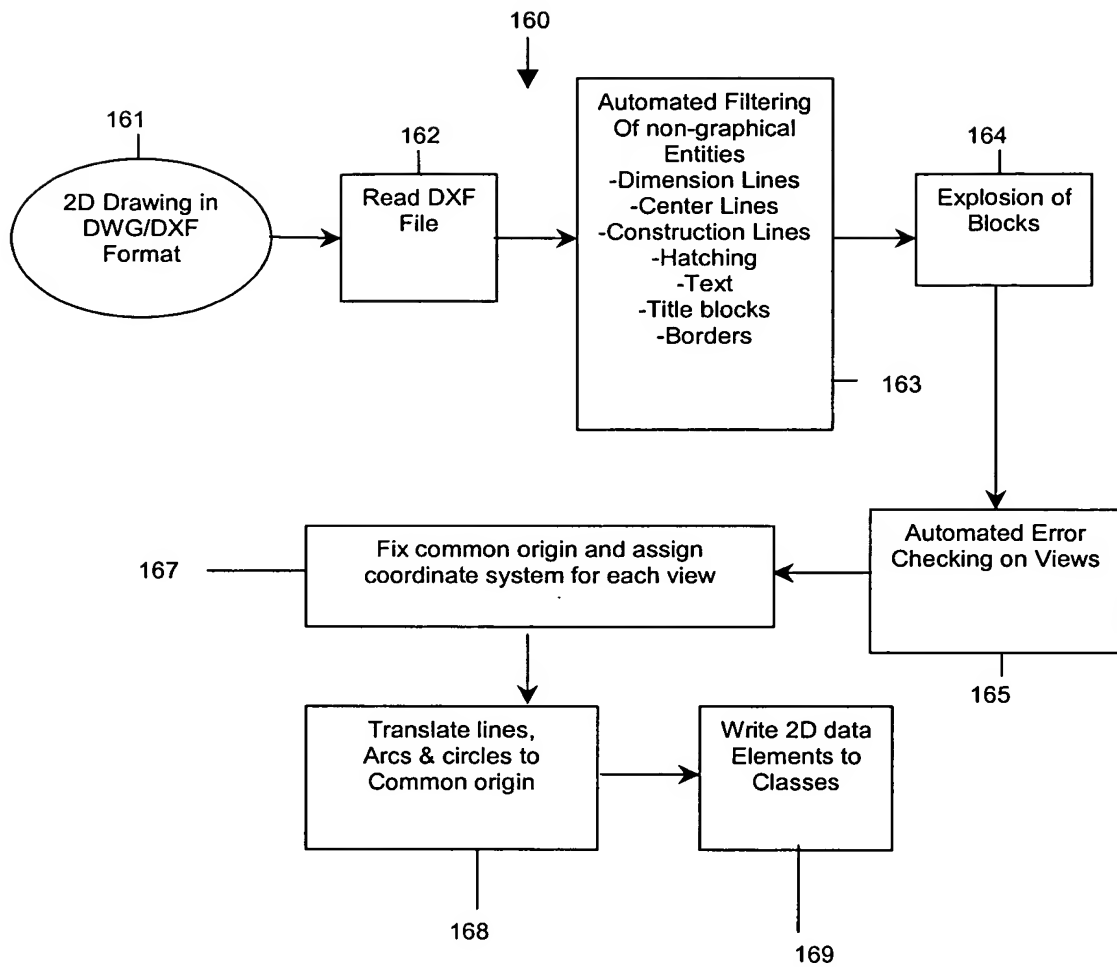 160
161
2D Drawing in
DWG/DXF
Format
162
Read DXF
File
Automated Filtering
Of non-graphical
Entities
-Dimension Lines
-Center Lines
-Construction Lines
-Hatching
-Text
-Title blocks
-Borders
163
164
Explosion of
Blocks
Automated Error
Checking on Views
165
167
Fix common origin and assign
coordinate system for each view
Translate lines,
Arcs & circles to
Common origin
168
Write 2D data
Elements to
Classes
169